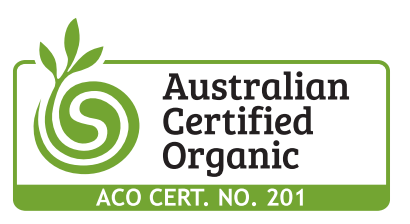 Australian
Certified
Organic
ACO CERT. NO. 201